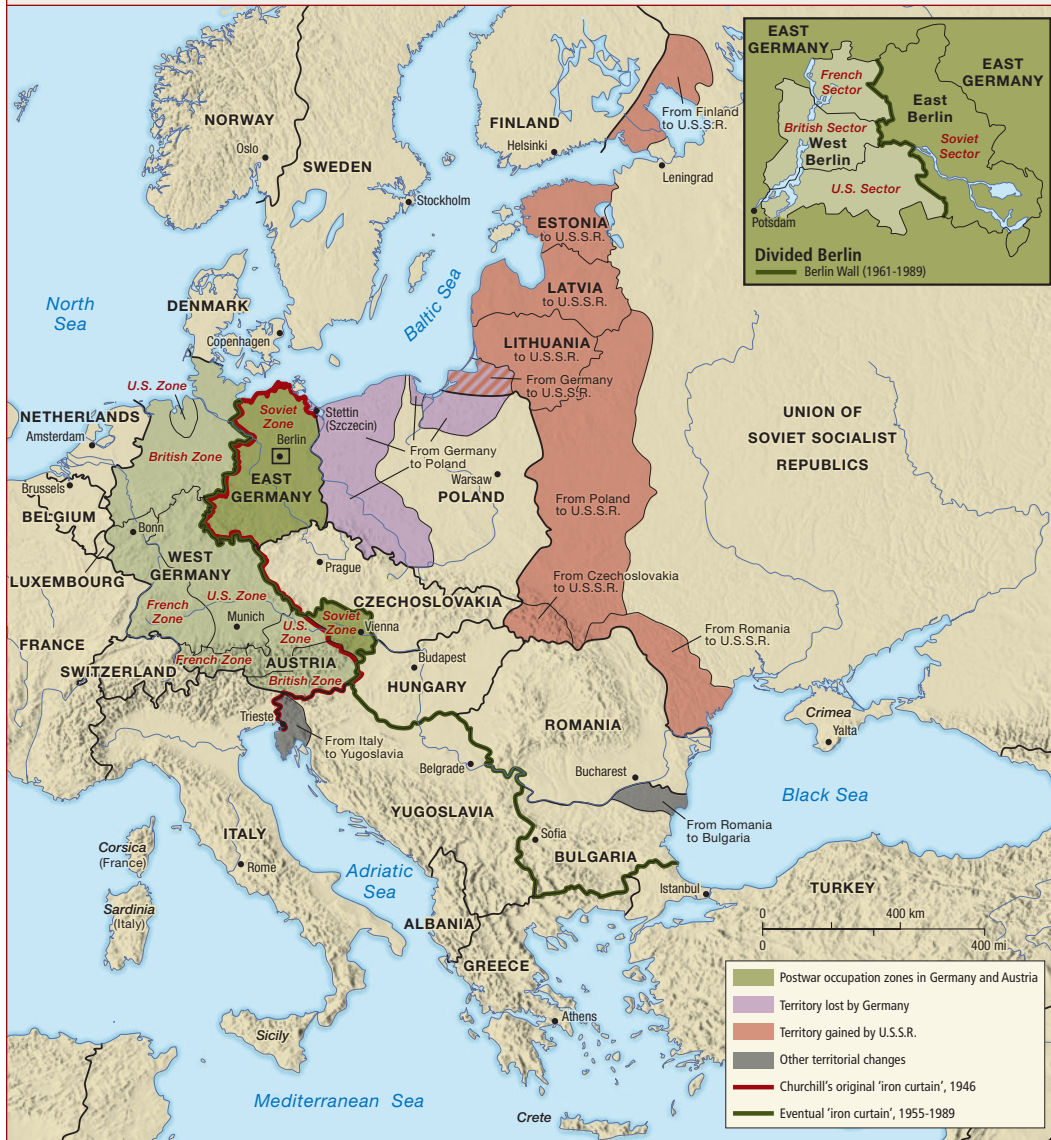 EAST
GERMANY
EAST
GERMANY
French
Sector
East
Berlin
British Sector
West
Berlin
Soviet
Sector
U.S. Sector
Potsdam
Divided Berlin
Berlin Wall (1961-1989)
NORWAY
Oslo
SWEDEN
Stockholm
FINLAND
Helsinki
From Finland
to U.S.S.R.
Leningrad
ESTONIA
to U.S.S.R.
LATVIA
to U.S.S.R.
LITHUANIA
to U.S.S.R.
From Germany
to U.S.S.R.
North
Sea
Baltic Sea
DENMARK
Copenhagen
U.S. Zone
NETHERLANDS
Amsterdam
British Zone
Soviet
Zone
Berlin
EAST
GERMANY
Stettin
(Szczecin)
From Germany
to Poland
Warsaw
POLAND
UNION OF
SOVIET SOCIALIST
REPUBLICS
Brussels
BELGIUM
Bonn
LUXEMBOURG
WEST
GERMANY
French
Zone
U.S. Zone
Munich
Prague
CZECHOSLOVAKIA
From Poland
to U.S.S.R.
From Czechoslovakia
to U.S.S.R.
From Romania
to U.S.S.R.
FRANCE
SWITZERLAND
French Zone
U.S.
Zone
Soviet
Zone
Vienna
AUSTRIA
British Zone
Budapest
HUNGARY
ROMANIA
Bucharest
Crimea
Yalta
Trieste
From Italy
to Yugoslavia
Belgrade
YUGOSLAVIA
Black Sea
From Romania
to Bulgaria
Sofia
BULGARIA
ITALY
Rome
Corsica
(France)
Sardinia
(Italy)
Adriatic
Sea
ALBANIA
GREECE
Athens
Istanbul
TURKEY
0
400 km
0
400 mi
Sicily
Mediterranean Sea
Crete
Postwar occupation zones in Germany and Austria
Territory lost by Germany
Territory gained by U.S.S.R.
Other territorial changes
Churchill's original 'iron curtain', 1946
Eventual 'iron curtain', 1955-1989